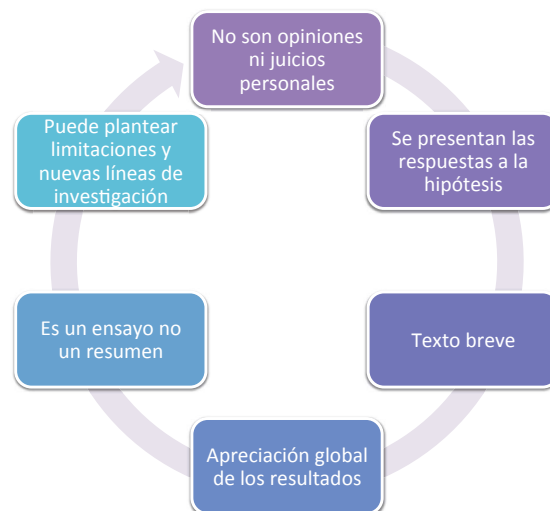 No son opiniones
ni juicios
personales
Se presentan las
respuestas a la
hipótesis
Texto breve
Apreciación global
de los resultados
Es un ensayo no
un resumen
Puede plantear
limitaciones y
nuevas líneas de
investigación